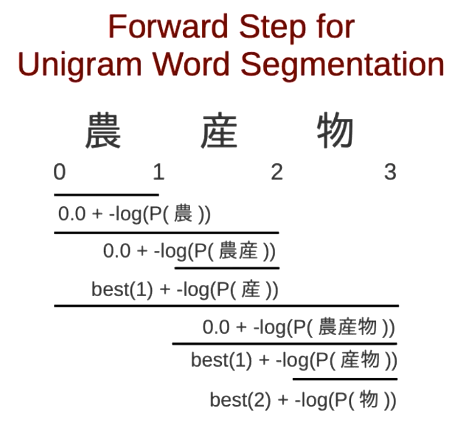 Forward Step for
Unigram Word Segmentation
農 産 物
0 1 2 3
0.0 + -log(P( 農 ))
0.0 + -log(P( 農産 ))
best(1) + -log(P( 産 ))
0.0 + -log(P( 農産物 ))
best(1) + -log(P( 産物 ))
best(2) + -log(P( 物 ))